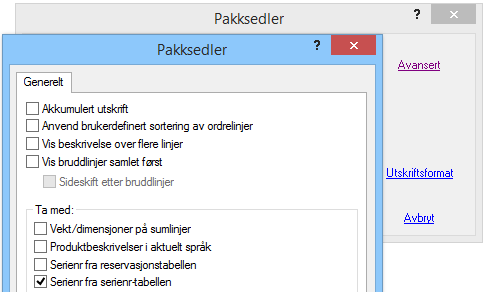 Pakksedler
Pakksedler
Avansert
Generelt
Akkumulert utskrift
Anvend brukerdefinert sortering av ordrelinjer
Vis beskrivelse over flere linjer
Vis bruddlinjer samlet først
Sideskift etter bruddlinjer
Utskriftsformat
Avbryt
Ta med:
Vekt/dimensjoner på sumlinjer
Produktbeskrivelser i aktuelt språk
Serienr fra reservasjonstabellen
Serienr fra serienr-tabellen